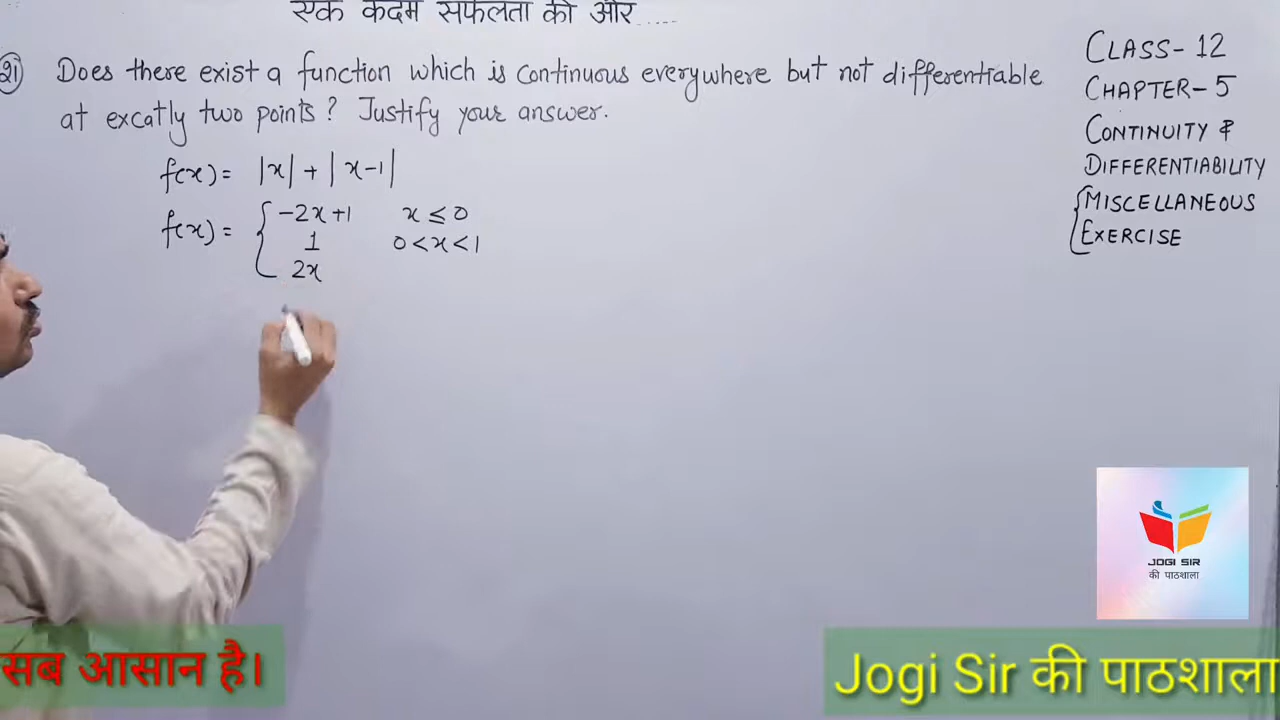 एक कदम सफलता की ओर .....
21 Does there exist a function which is continuous everywhere but not differentiable
at excatly two points? Justify your answer.
f(x) = |x| + |x-1|
f(x) = { -2x+1 x ≤ 0
1 0 < x < 1
2x
CLASS-12
CHAPTER-5
CONTINUITY &
DIFFERENTIABILITY
MISCELLANEOUS
EXERCISE
JOGI SIR
की पाठशाला
सब आसान है।
Jogi Sir की पाठशाला